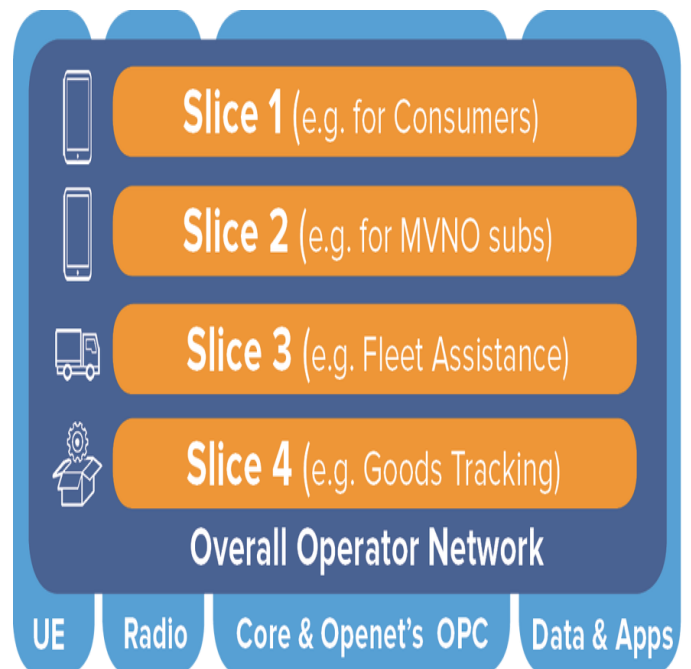 Slice 1 (e.g. for Consumers)
Slice 2 (e.g. for MVNO subs)
Slice 3 (e.g. Fleet Assistance)
Slice 4 (e.g. Goods Tracking)
Overall Operator Network
UE Radio Core & Openet's OPC Data & Apps